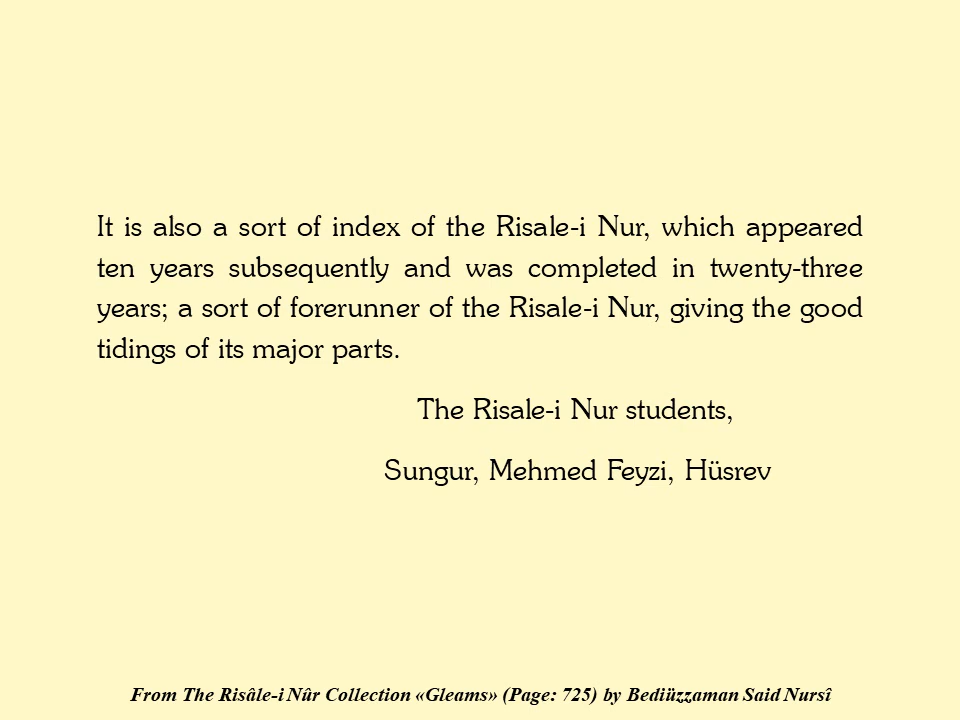 It is also a sort of index of the Risale-i Nur, which appeared
ten years subsequently and was completed in twenty-three
years; a sort of forerunner of the Risale-i Nur, giving the good
tidings of its major parts.
The Risale-i Nur students,
Sungur, Mehmed Feyzi, Hüsrev
From The Risâle-i Nûr Collection «Gleams» (Page: 725) by Bediüzzaman Said Nursî